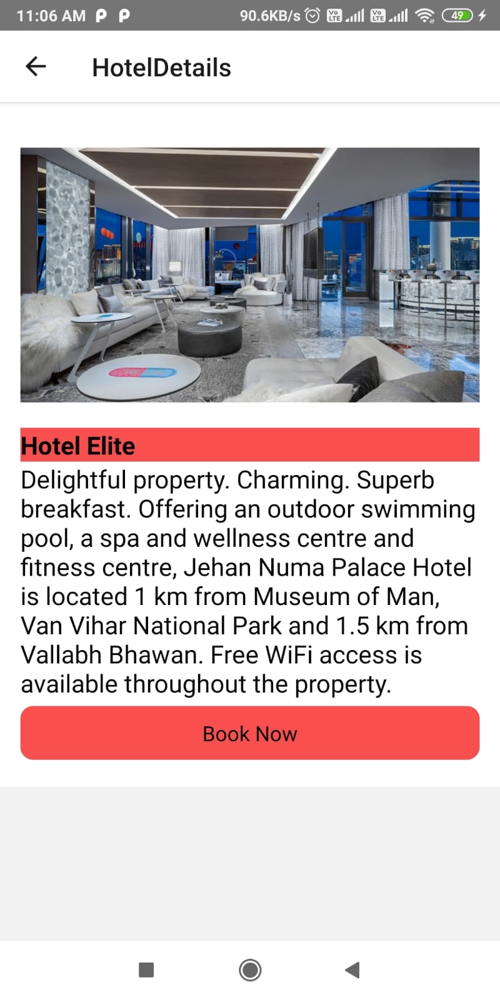 11:06 AM P P 90.6KB/s Vo LTE Vo LTE 49
HotelDetails
Hotel Elite
Delightful property. Charming. Superb
breakfast. Offering an outdoor swimming
pool, a spa and wellness centre and
fitness centre, Jehan Numa Palace Hotel
is located 1 km from Museum of Man,
Van Vihar National Park and 1.5 km from
Vallabh Bhawan. Free WiFi access is
available throughout the property.
Book Now